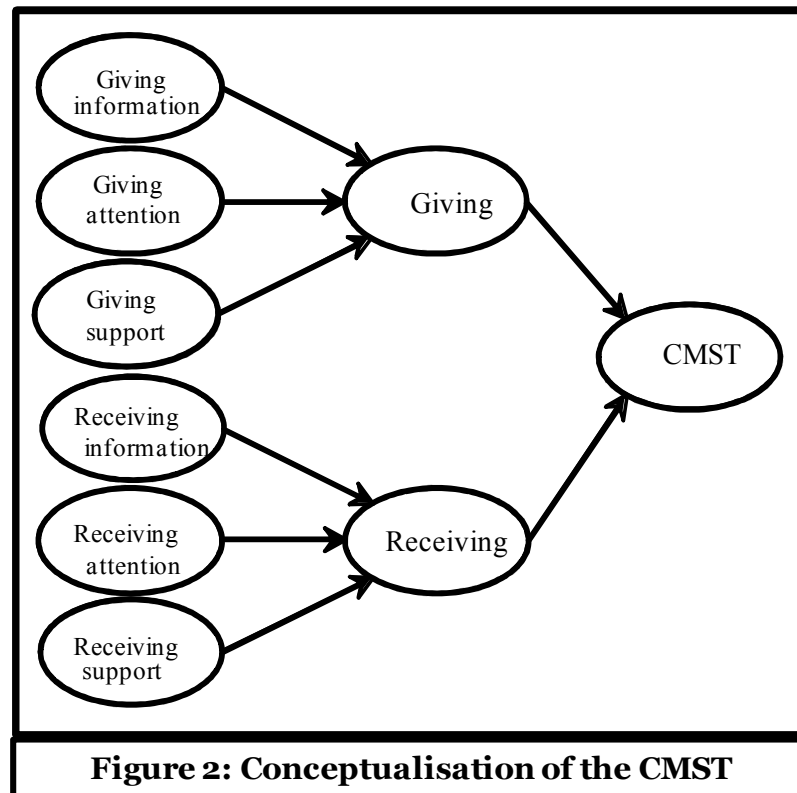 Giving
information
Giving
attention
Giving
support
Giving
Receiving
information
Receiving
attention
Receiving
support
Receiving
CMST
Figure 2: Conceptualisation of the CMST